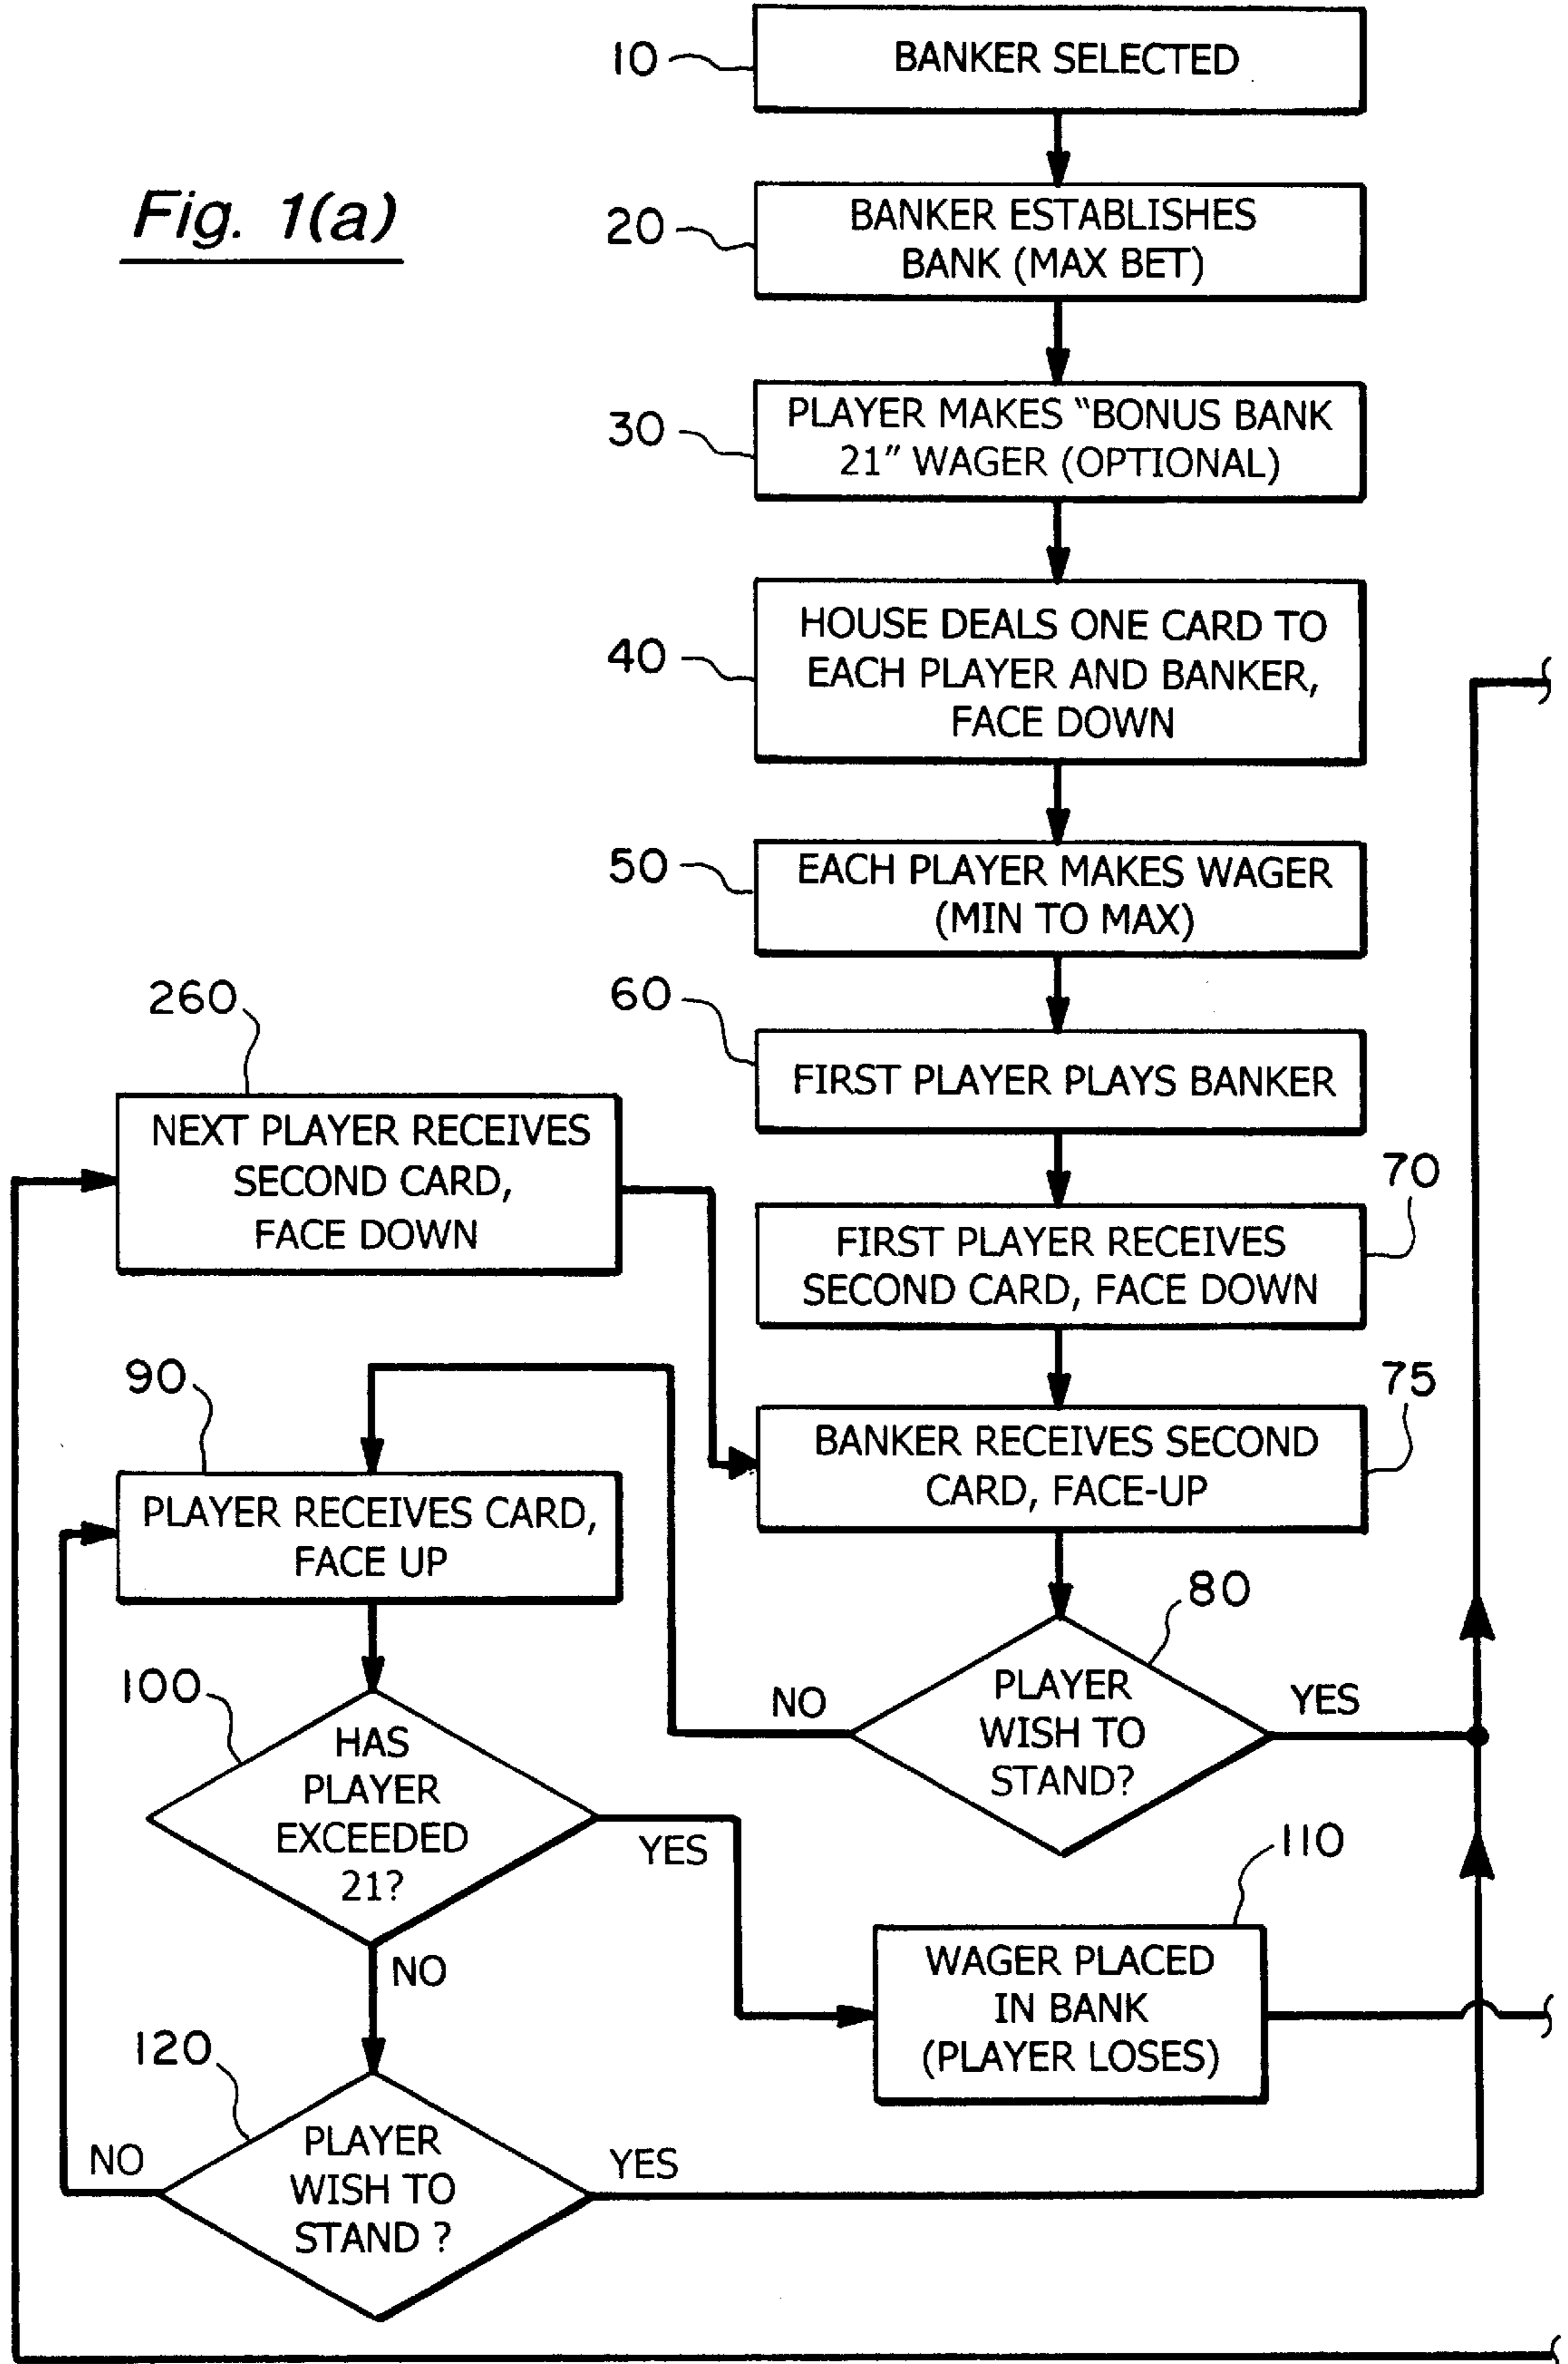 10
BANKER SELECTED
Fig. 1(a)
20
BANKER ESTABLISHES
BANK (MAX BET)
30
PLAYER MAKES “BONUS BANK
21” WAGER (OPTIONAL)
40
HOUSE DEALS ONE CARD TO
EACH PLAYER AND BANKER,
FACE DOWN
50
EACH PLAYER MAKES WAGER
(MIN TO MAX)
60
FIRST PLAYER PLAYS BANKER
260
NEXT PLAYER RECEIVES
SECOND CARD,
FACE DOWN
70
FIRST PLAYER RECEIVES
SECOND CARD, FACE DOWN
75
BANKER RECEIVES SECOND
CARD, FACE-UP
90
PLAYER RECEIVES CARD,
FACE UP
80
PLAYER
WISH TO
STAND?
NO
YES
100
HAS
PLAYER
EXCEEDED
21?
YES
NO
110
WAGER PLACED
IN BANK
(PLAYER LOSES)
120
PLAYER
WISH TO
STAND ?
NO
YES